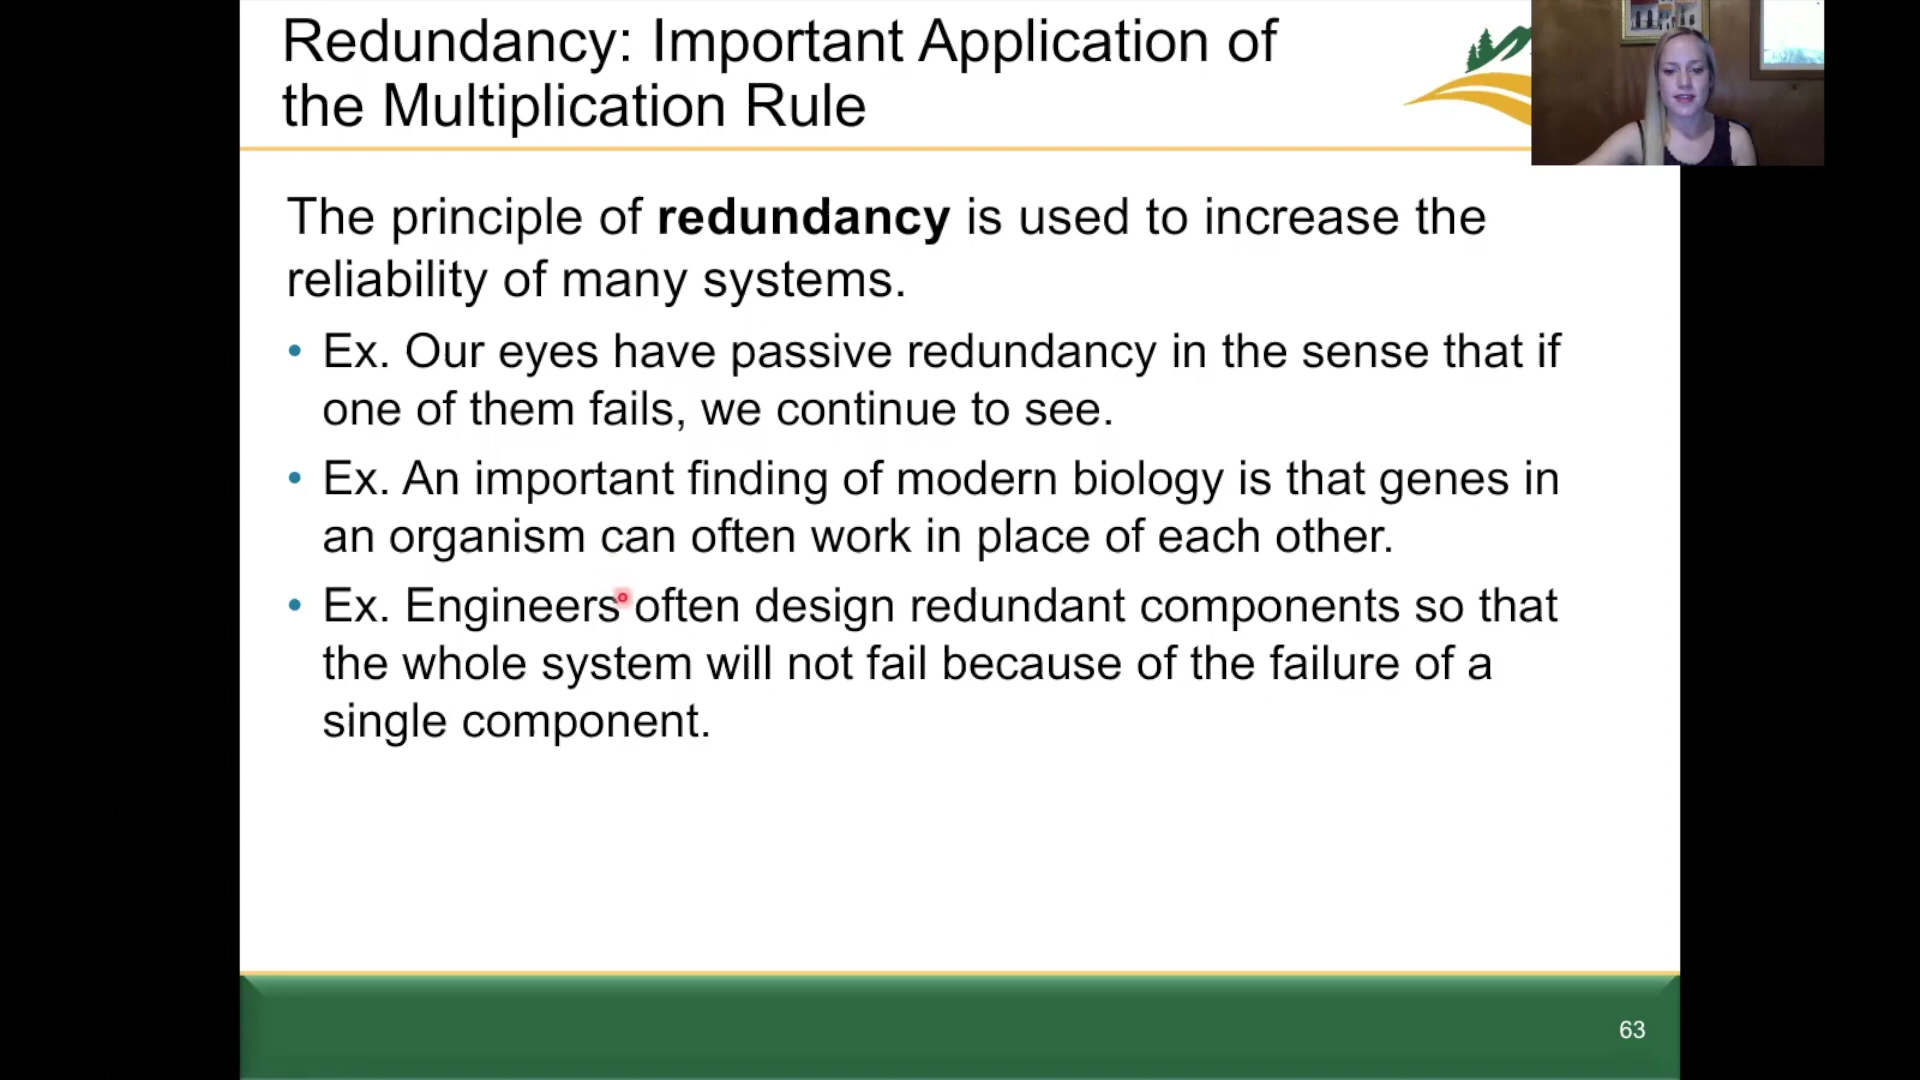 Redundancy: Important Application of
the Multiplication Rule
The principle of redundancy is used to increase the
reliability of many systems.
• Ex. Our eyes have passive redundancy in the sense that if
one of them fails, we continue to see.
• Ex. An important finding of modern biology is that genes in
an organism can often work in place of each other.
• Ex. Engineers often design redundant components so that
the whole system will not fail because of the failure of a
single component.
63